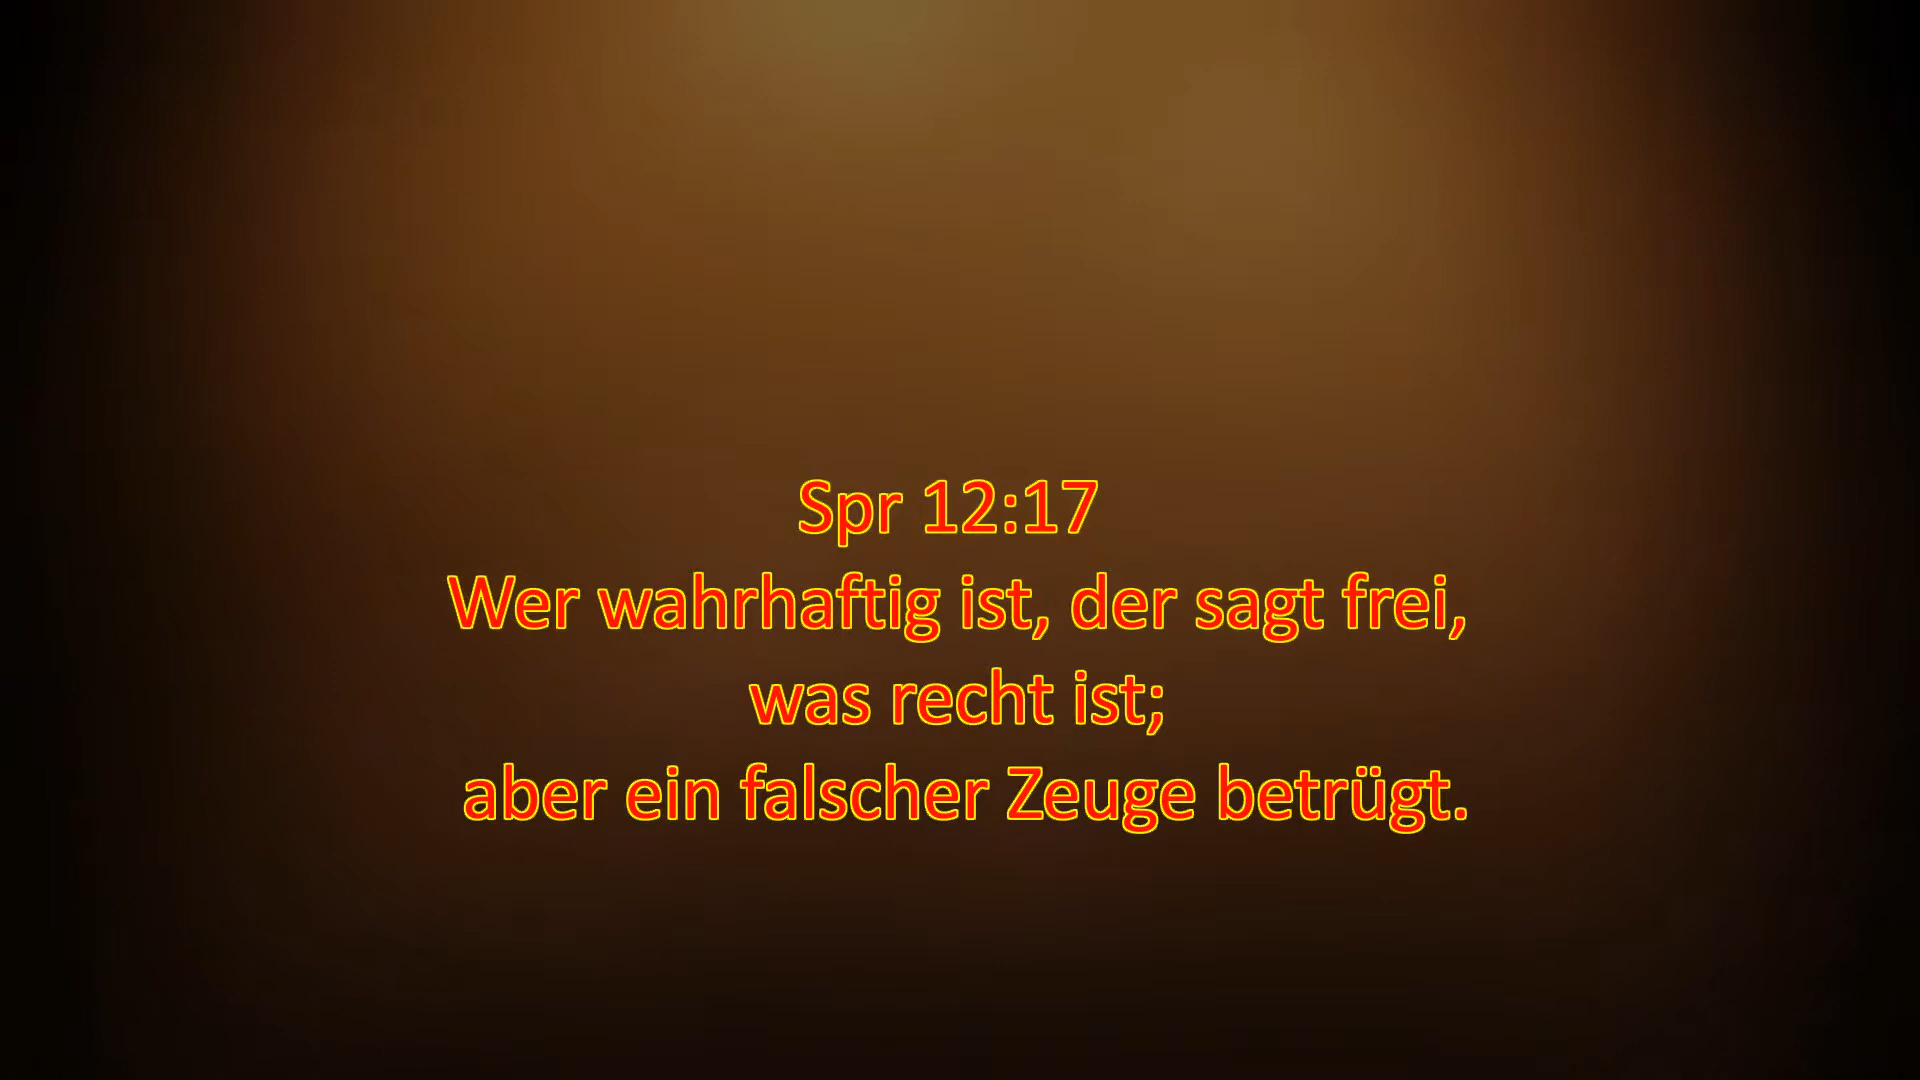 Spr 12:17
Wer wahrhaftig ist, der sagt frei,
was recht ist;
aber ein falscher Zeuge betrügt.